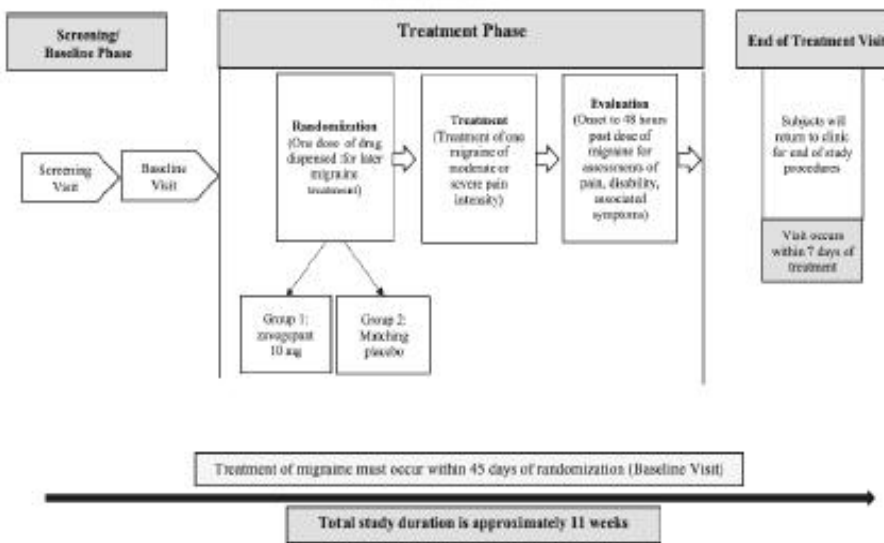 Screening/
Baseline Phase
Treatment Phase
End of Treatment Visit
Screening
Visit
Baseline
Visit
Randomization
(One dose of drug
dispensed for later
migraine
treatment)
Treatment
(Treatment of one
migraine of
moderate or
severe pain
intensity)
Evaluation
(Onset to 48 hours
post dose of
migraine for
assessments of
pain, disability,
associated
symptoms)
Subjects will
return to clinic
for end of study
procedures
Visit occurs
within 7 days of
treatment
Group 1:
zavegepant
10 mg
Group 2:
Matching
placebo
Treatment of migraine must occur within 45 days of randomization (Baseline Visit)
Total study duration is approximately 11 weeks